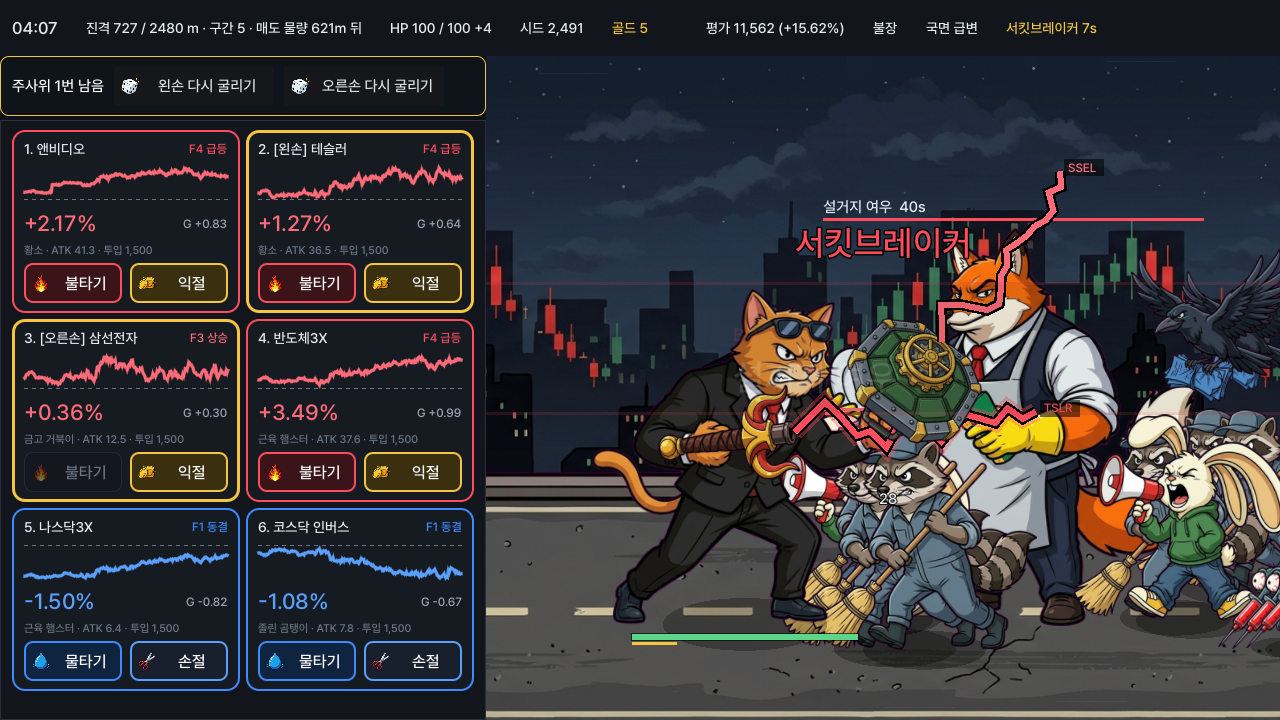 04:07 진격 727 / 2480 m · 구간 5 · 매도 물량 621m 뒤 HP 100 / 100 +4 시드 2,491 골드 5 평가 11,562 (+15.62%) 불장 국면 급변 서킷브레이커 7s
주사위 1번 남음 왼손 다시 굴리기 오른손 다시 굴리기
1. 앤비디오 F4 급등
+2.17% G +0.83
황소 · ATK 41.3 · 투입 1,500
불타기 익절
2. [왼손] 테슬러 F4 급등
+1.27% G +0.64
황소 · ATK 36.5 · 투입 1,500
불타기 익절
3. [오른손] 삼선전자 F3 상승
+0.36% G +0.30
금고 거북이 · ATK 12.5 · 투입 1,500
불타기 익절
4. 반도체3X F4 급등
+3.49% G +0.99
근육 햄스터 · ATK 37.6 · 투입 1,500
불타기 익절
5. 나스닥3X F1 동결
-1.50% G -0.82
근육 햄스터 · ATK 6.4 · 투입 1,500
물타기 손절
6. 코스닥 인버스 F1 동결
-1.08% G -0.67
졸린 곰탱이 · ATK 7.8 · 투입 1,500
물타기 손절
SSEL
설거지 여우 40s
서킷브레이커
TSLR
28